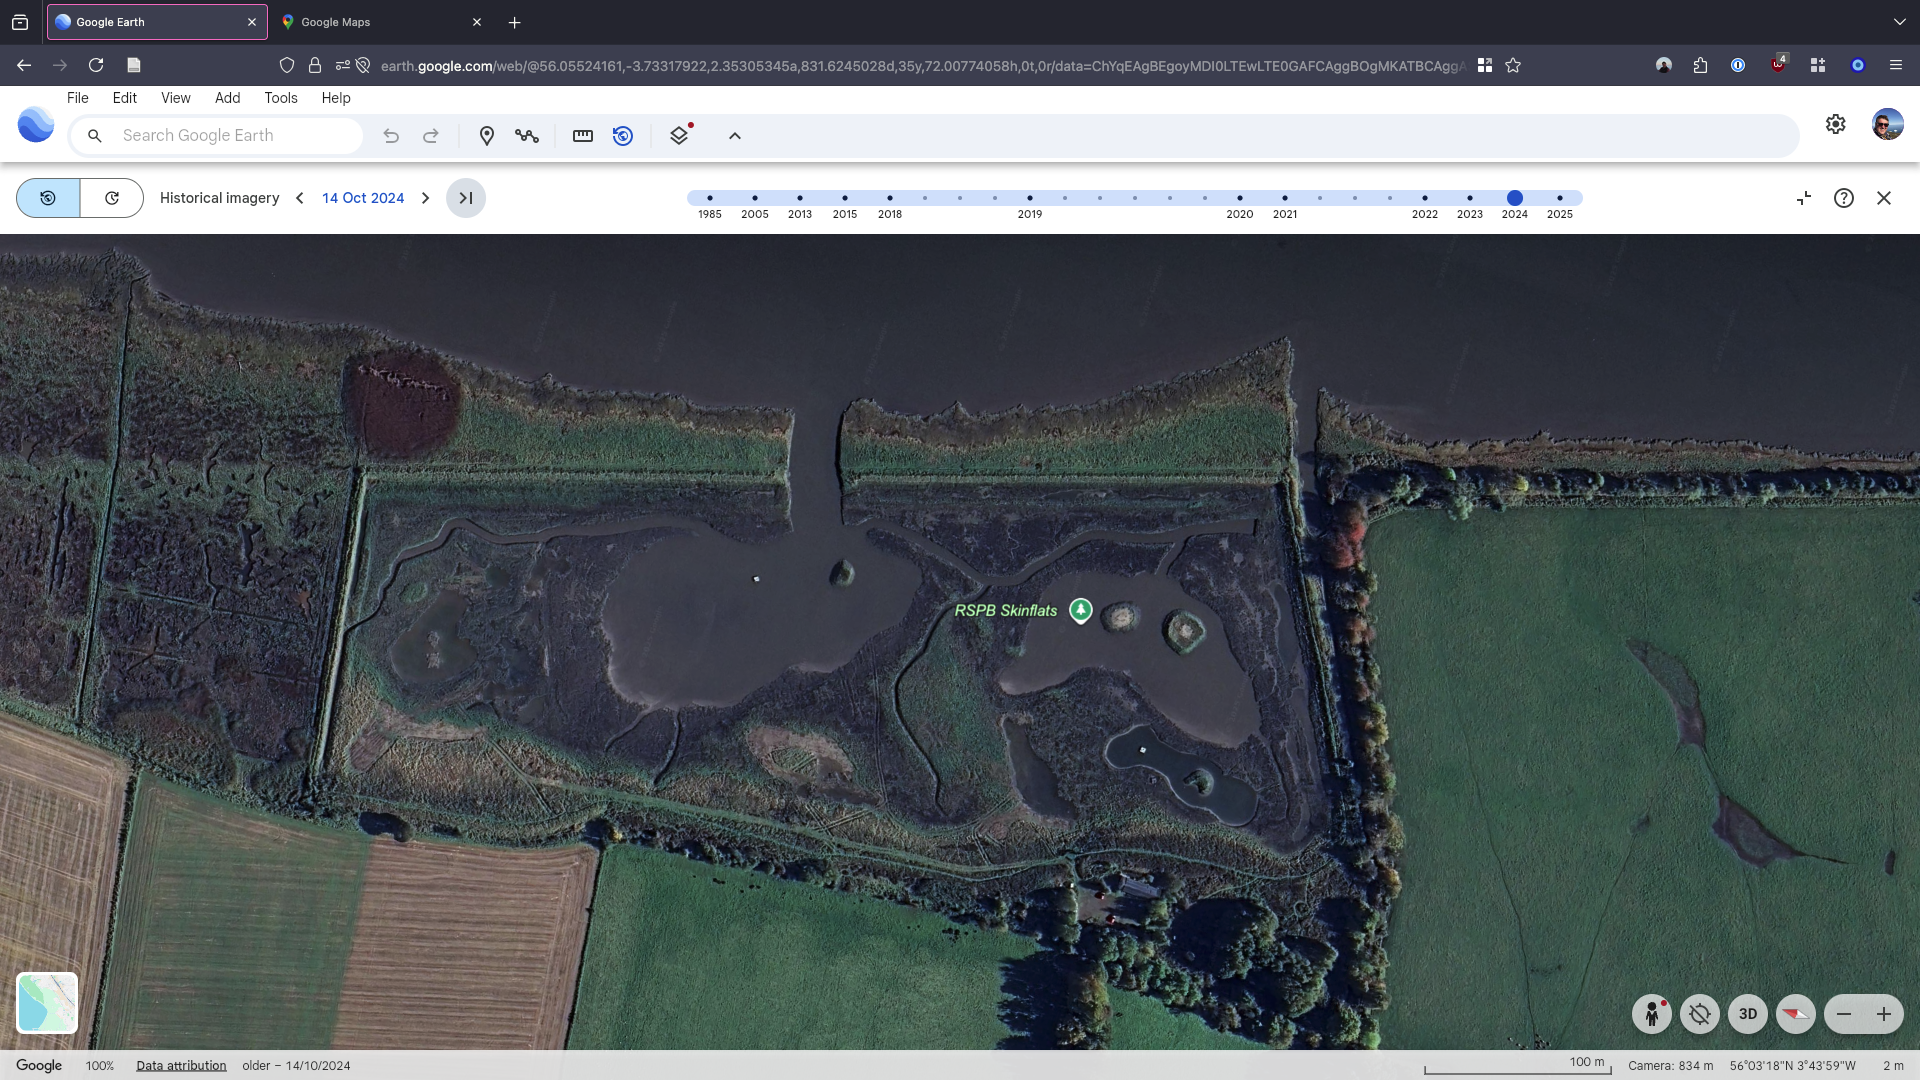 Google Earth
Google Maps
earth.google.com/web/@56.05524161,-3.73317922,2.35305345a,831.6245028d,35y,72.00774058h,0t,0r/data=ChYqEAgBEgoyMDI0LTEwLTE0GAFCAggBOgMKATBCAggA
4
File Edit View Add Tools Help
Search Google Earth
Historical imagery 14 Oct 2024
1985 2005 2013 2015 2018 2019 2020 2021 2022 2023 2024 2025
RSPB Skinflats
3D
Google 100% Data attribution older – 14/10/2024 100 m Camera: 834 m 56°03'18"N 3°43'59"W 2 m